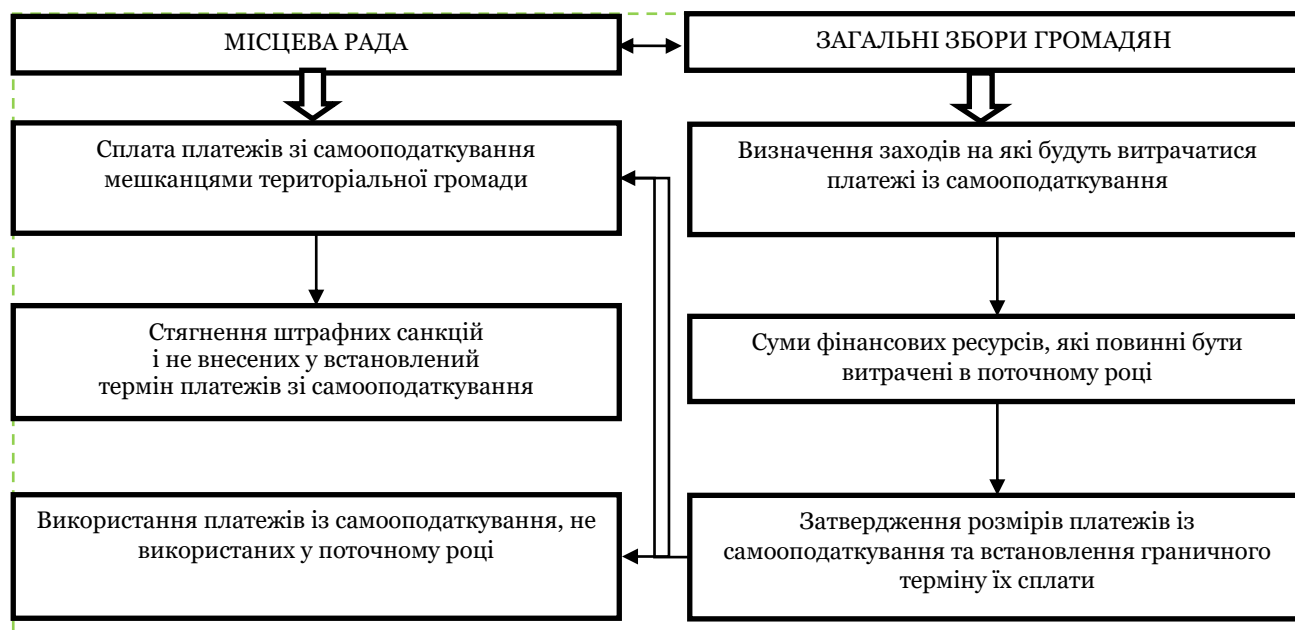 МІСЦЕВА РАДА
ЗАГАЛЬНІ ЗБОРИ ГРОМАДЯН
Сплата платежів зі самооподаткування
мешканцями територіальної громади
Визначення заходів на які будуть витрачатися
платежі із самооподаткування
Стягнення штрафних санкцій
і не внесених у встановлений
термін платежів зі самооподаткування
Суми фінансових ресурсів, які повинні бути
витрачені в поточному році
Використання платежів із самооподаткування, не
використаних у поточному році
Затвердження розмірів платежів із
самооподаткування та встановлення граничного
терміну їх сплати